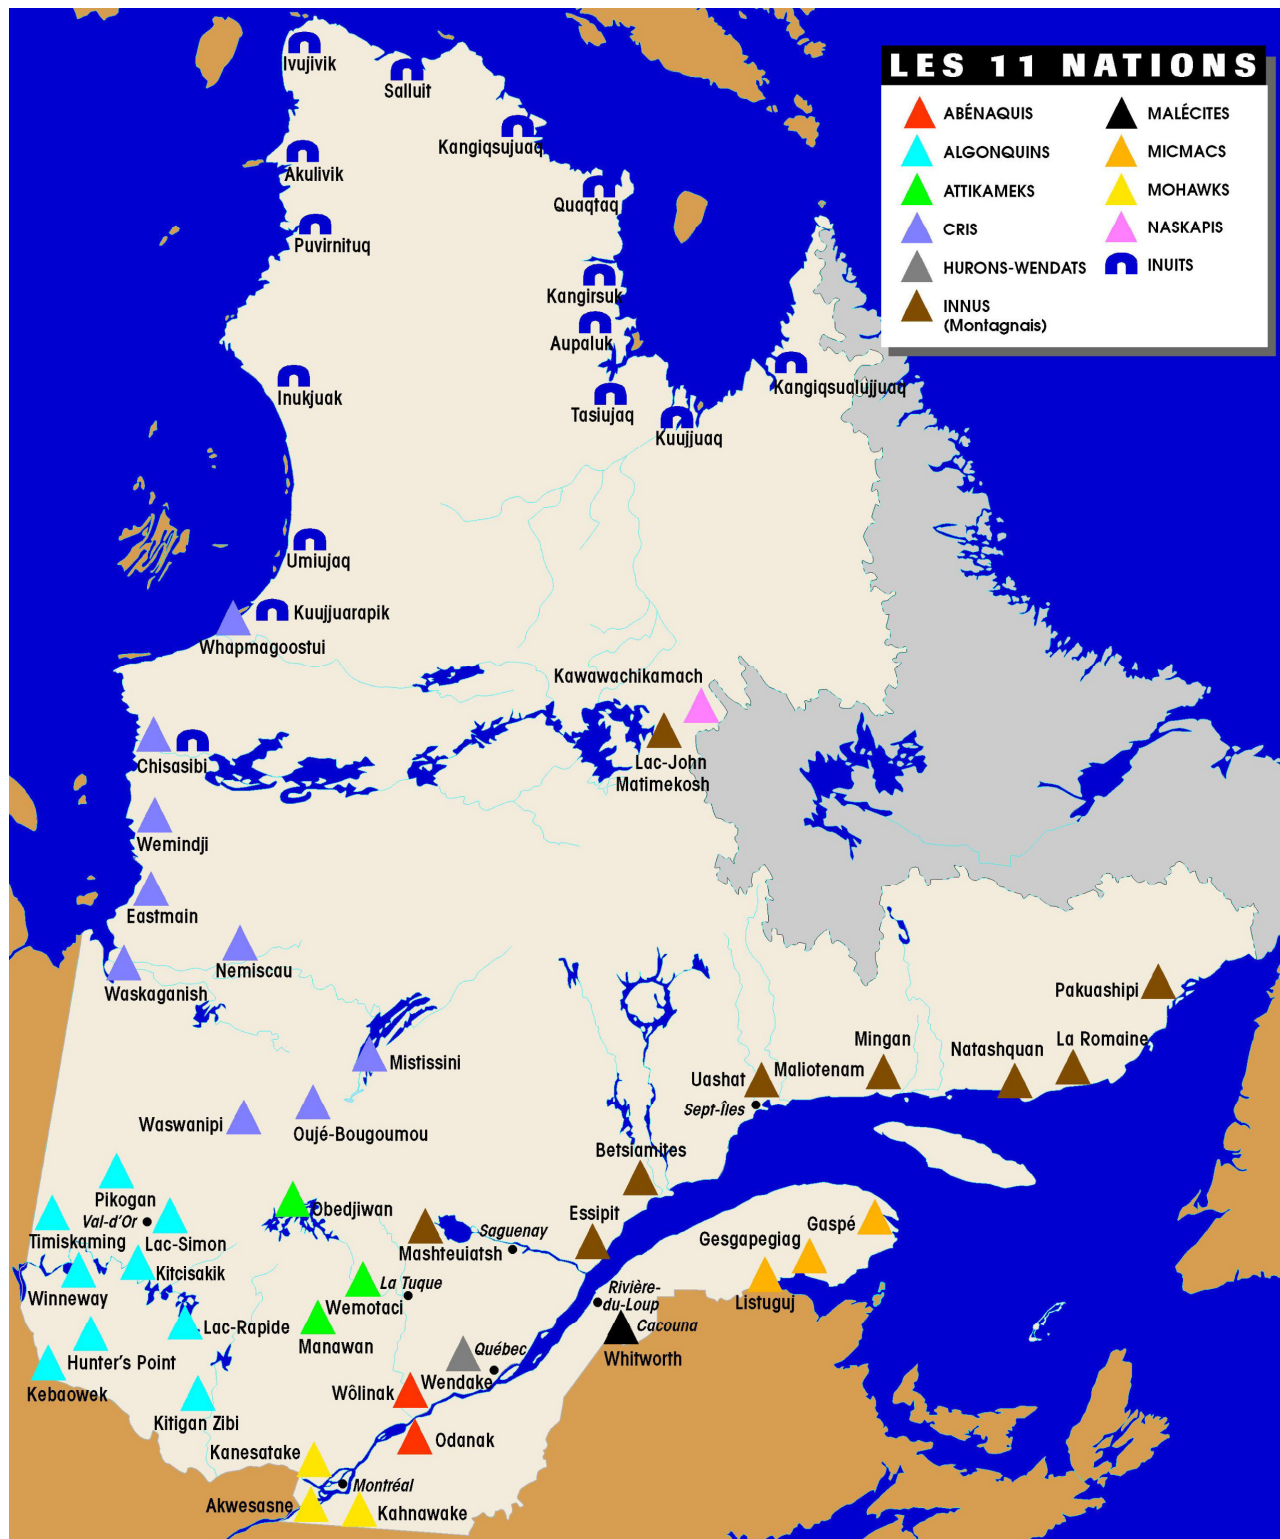 LES 11 NATIONS
ABÉNAQUIS
ALGONQUINS
ATTIKAMEKS
CRIS
HURONS-WENDATS
INNUS
(Montagnais)
MALÉCITES
MICMACS
MOHAWKS
NASKAPIS
INUITS
Ivujivik
Salluit
Kangiqsujuaq
Akulivik
Quaqtaq
Puvirnituq
Kangirsuk
Aupaluk
Kangiqsualujjuaq
Inukjuak
Tasiujaq
Kuujjuaq
Umiujaq
Kuujjuarapik
Whapmagoostui
Kawawachikamach
Chisasibi
Lac-John
Matimekosh
Wemindji
Eastmain
Nemiscau
Waskaganish
Pakuashipi
Mingan
Natashquan
La Romaine
Mistissini
Uashat
Maliotenam
Sept-Îles
Waswanipi
Oujé-Bougoumou
Betsiamites
Pikogan
Val-d'Or
Obedjiwan
Essipit
Gaspé
Timiskaming
Lac-Simon
Mashteuiatsh
Saguenay
Gesgapegiag
Kitcisakik
Winneway
La Tuque
Wemotaci
Rivière-
du-Loup
Listuguj
Lac-Rapide
Manawan
Cacouna
Whitworth
Hunter's Point
Québec
Kebaowek
Wendake
Wôlinak
Kitigan Zibi
Odanak
Kanesatake
Montréal
Akwesasne
Kahnawake